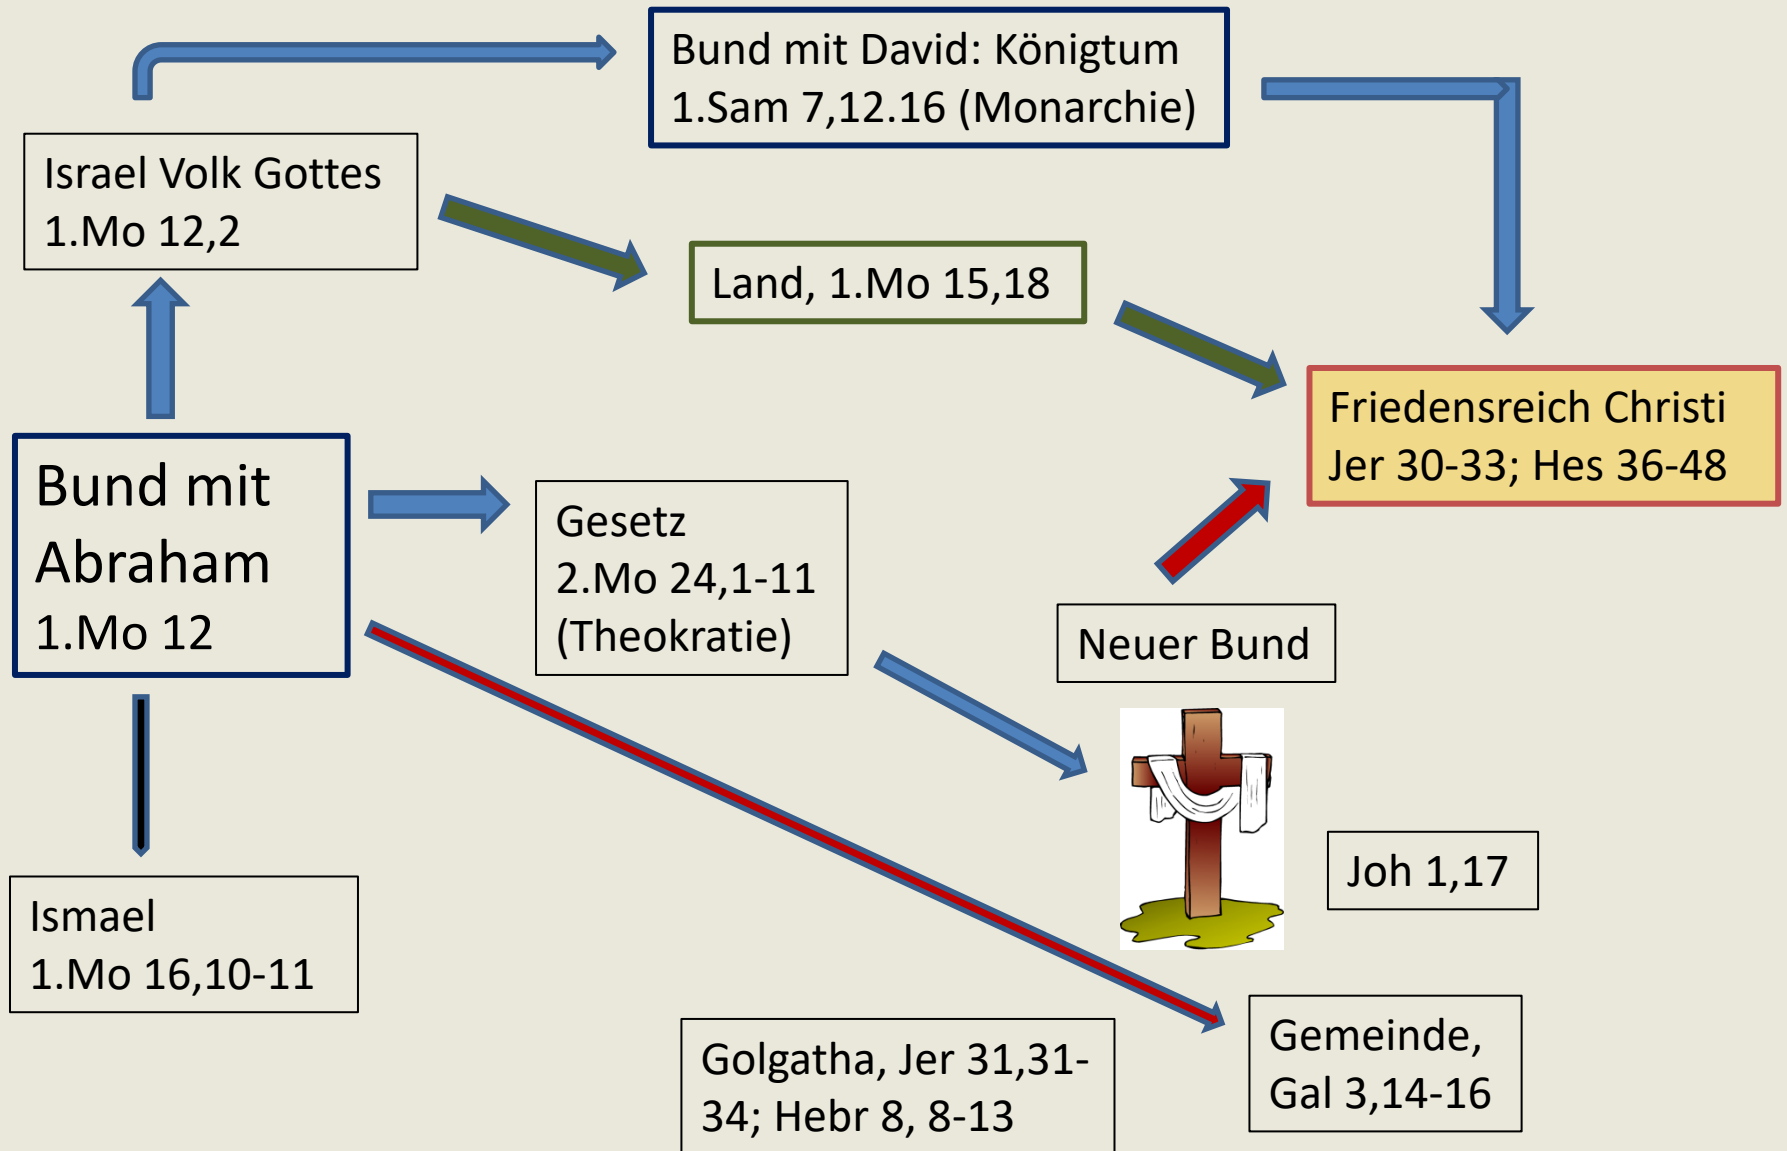 Bund mit David: Königtum
1.Sam 7,12.16 (Monarchie)
Israel Volk Gottes
1.Mo 12,2
Land, 1.Mo 15,18
Friedensreich Christi
Jer 30-33; Hes 36-48
Bund mit
Abraham
1.Mo 12
Gesetz
2.Mo 24,1-11
(Theokratie)
Neuer Bund
Joh 1,17
Ismael
1.Mo 16,10-11
Golgatha, Jer 31,31-
34; Hebr 8, 8-13
Gemeinde,
Gal 3,14-16